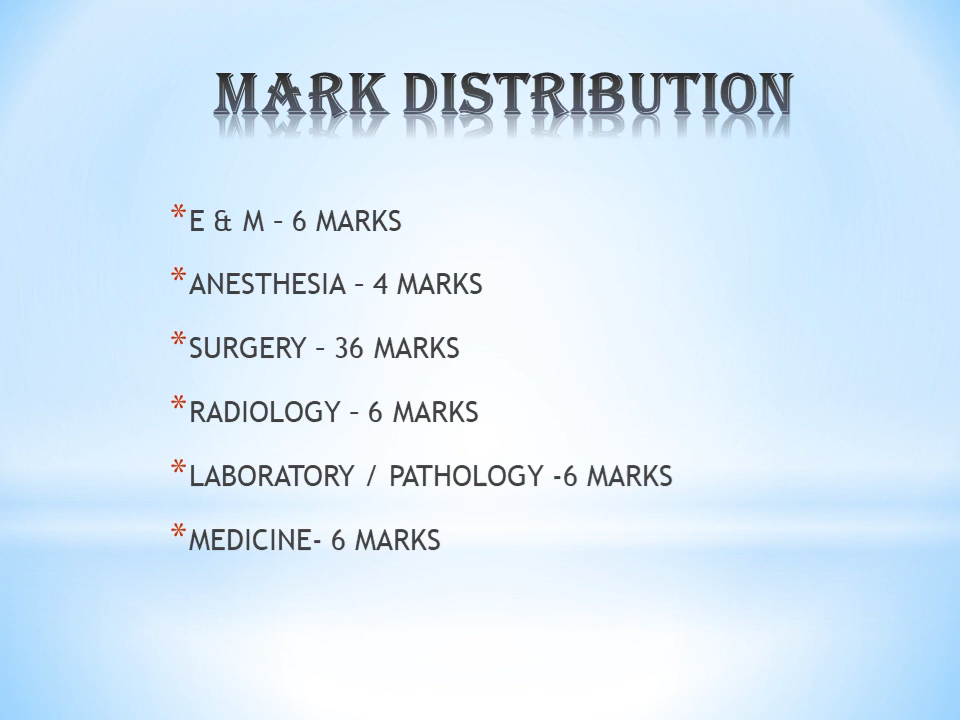 MARK DISTRIBUTION
* E & M – 6 MARKS
* ANESTHESIA – 4 MARKS
* SURGERY – 36 MARKS
* RADIOLOGY – 6 MARKS
* LABORATORY / PATHOLOGY -6 MARKS
* MEDICINE- 6 MARKS